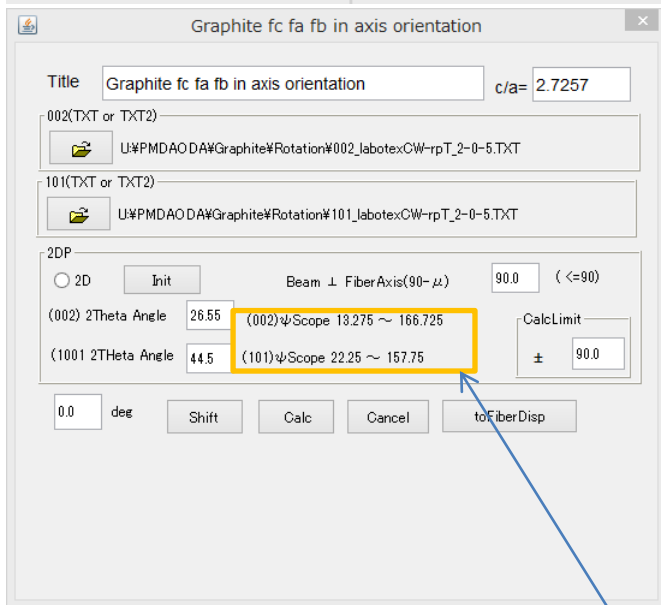 Graphite fc fa fb in axis orientation
Title Graphite fc fa fb in axis orientation c/a= 2.7257
002(TXT or TXT2)
U:¥PMDAODA¥Graphite¥Rotation¥002_labotexCW-rpT_2-0-5.TXT
101(TXT or TXT2)
U:¥PMDAODA¥Graphite¥Rotation¥101_labotexCW-rpT_2-0-5.TXT
2DP
2D Init Beam ⊥ FiberAxis(90-μ) 90.0 ( <=90)
(002) 2Theta Angle 26.55 (002)ψScope 13.275 ～ 166.725 CalcLimit
(1001 2THeta Angle 44.5 (101)ψScope 22.25 ～ 157.75 ± 90.0
0.0 deg Shift Calc Cancel toFiberDisp